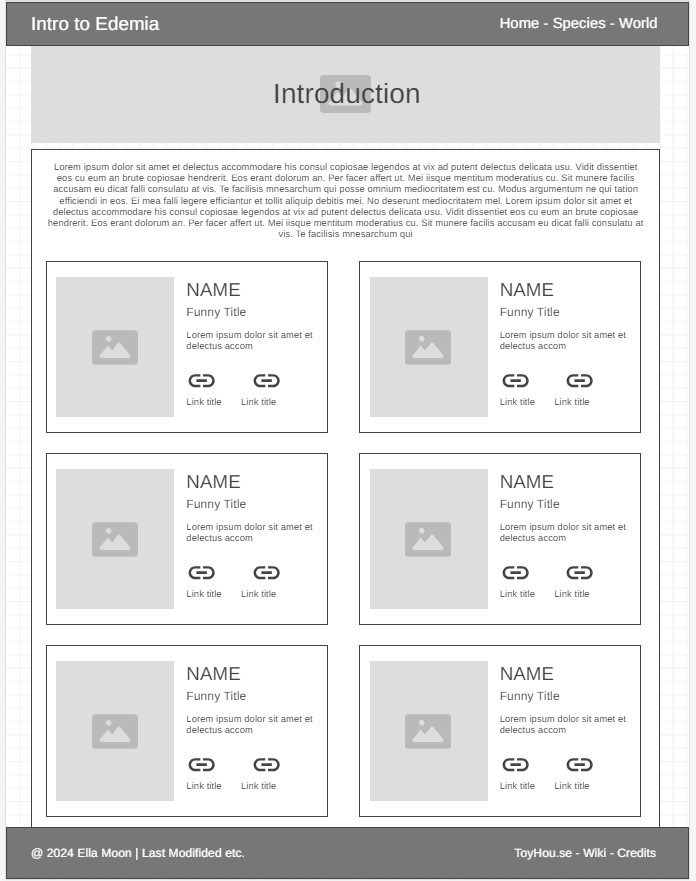 Intro to Edemia
Home - Species - World
Introduction
Lorem ipsum dolor sit amet et delectus accommodare his consul copiosae legendos at vix ad putent delectus delicata usu. Vidit dissentiet
eos cu eum an brute copiosae hendrerit. Eos erant dolorum an. Per facer affert ut. Mei iisque mentitum moderatius cu. Sit munere facilis
accusam eu dicat falli consulatu at vis. Te facilisis mnesarchum qui posse omnium mediocritatem est cu. Modus argumentum ne qui tation
efficiendi in eos. Ei mea falli legere efficiantur et tollit aliquip debitis mei. No deserunt mediocritatem mel. Lorem ipsum dolor sit amet et
delectus accommodare his consul copiosae legendos at vix ad putent delectus delicata usu. Vidit dissentiet eos cu eum an brute copiosae
hendrerit. Eos erant dolorum an. Per facer affert ut. Mei iisque mentitum moderatius cu. Sit munere facilis accusam eu dicat falli consulatu at
vis. Te facilisis mnesarchum qui
NAME
Funny Title
Lorem ipsum dolor sit amet et
delectus accom
Link title Link title
NAME
Funny Title
Lorem ipsum dolor sit amet et
delectus accom
Link title Link title
NAME
Funny Title
Lorem ipsum dolor sit amet et
delectus accom
Link title Link title
NAME
Funny Title
Lorem ipsum dolor sit amet et
delectus accom
Link title Link title
NAME
Funny Title
Lorem ipsum dolor sit amet et
delectus accom
Link title Link title
NAME
Funny Title
Lorem ipsum dolor sit amet et
delectus accom
Link title Link title
@ 2024 Ella Moon | Last Modifided etc.
ToyHou.se - Wiki - Credits